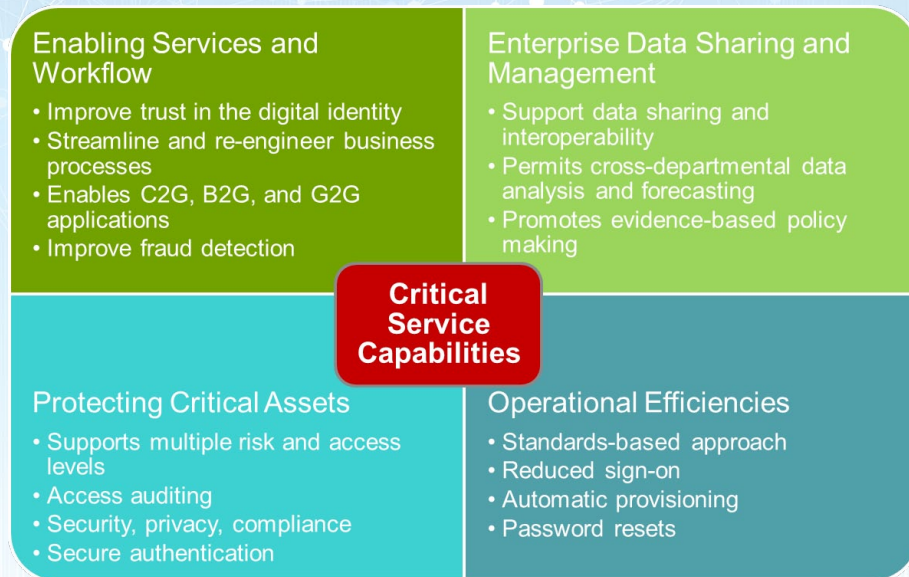 Enabling Services and
Workflow
• Improve trust in the digital identity
• Streamline and re-engineer business
processes
• Enables C2G, B2G, and G2G
applications
• Improve fraud detection
Enterprise Data Sharing and
Management
• Support data sharing and
interoperability
• Permits cross-departmental data
analysis and forecasting
• Promotes evidence-based policy
making
Critical
Service
Capabilities
Protecting Critical Assets
• Supports multiple risk and access
levels
• Access auditing
• Security, privacy, compliance
• Secure authentication
Operational Efficiencies
• Standards-based approach
• Reduced sign-on
• Automatic provisioning
• Password resets